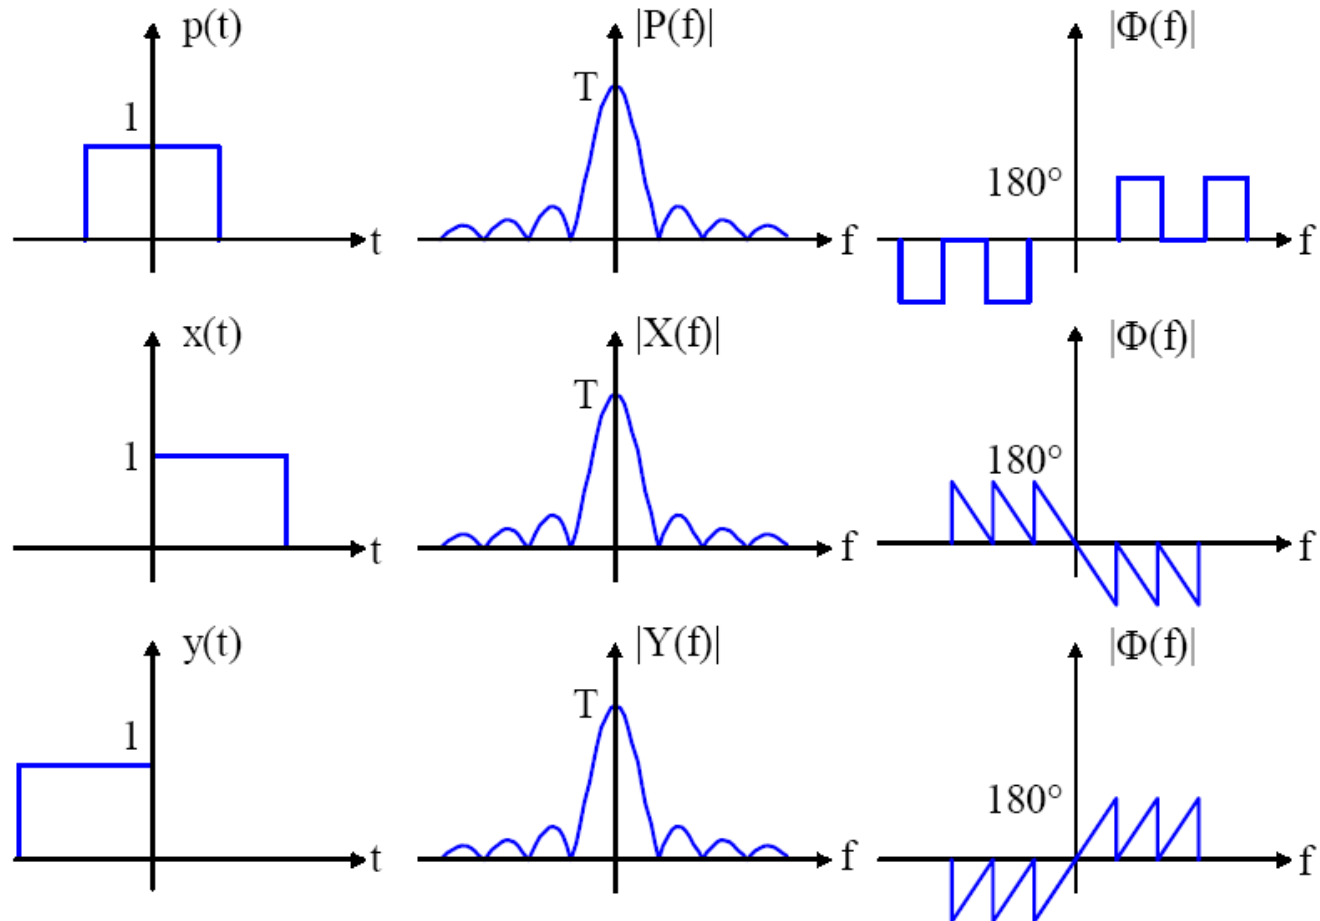 p(t) |P(f)| |Φ(f)|
1 T 180°
t f f
x(t) |X(f)| |Φ(f)|
1 T 180°
t f f
y(t) |Y(f)| |Φ(f)|
1 T 180°
t f f